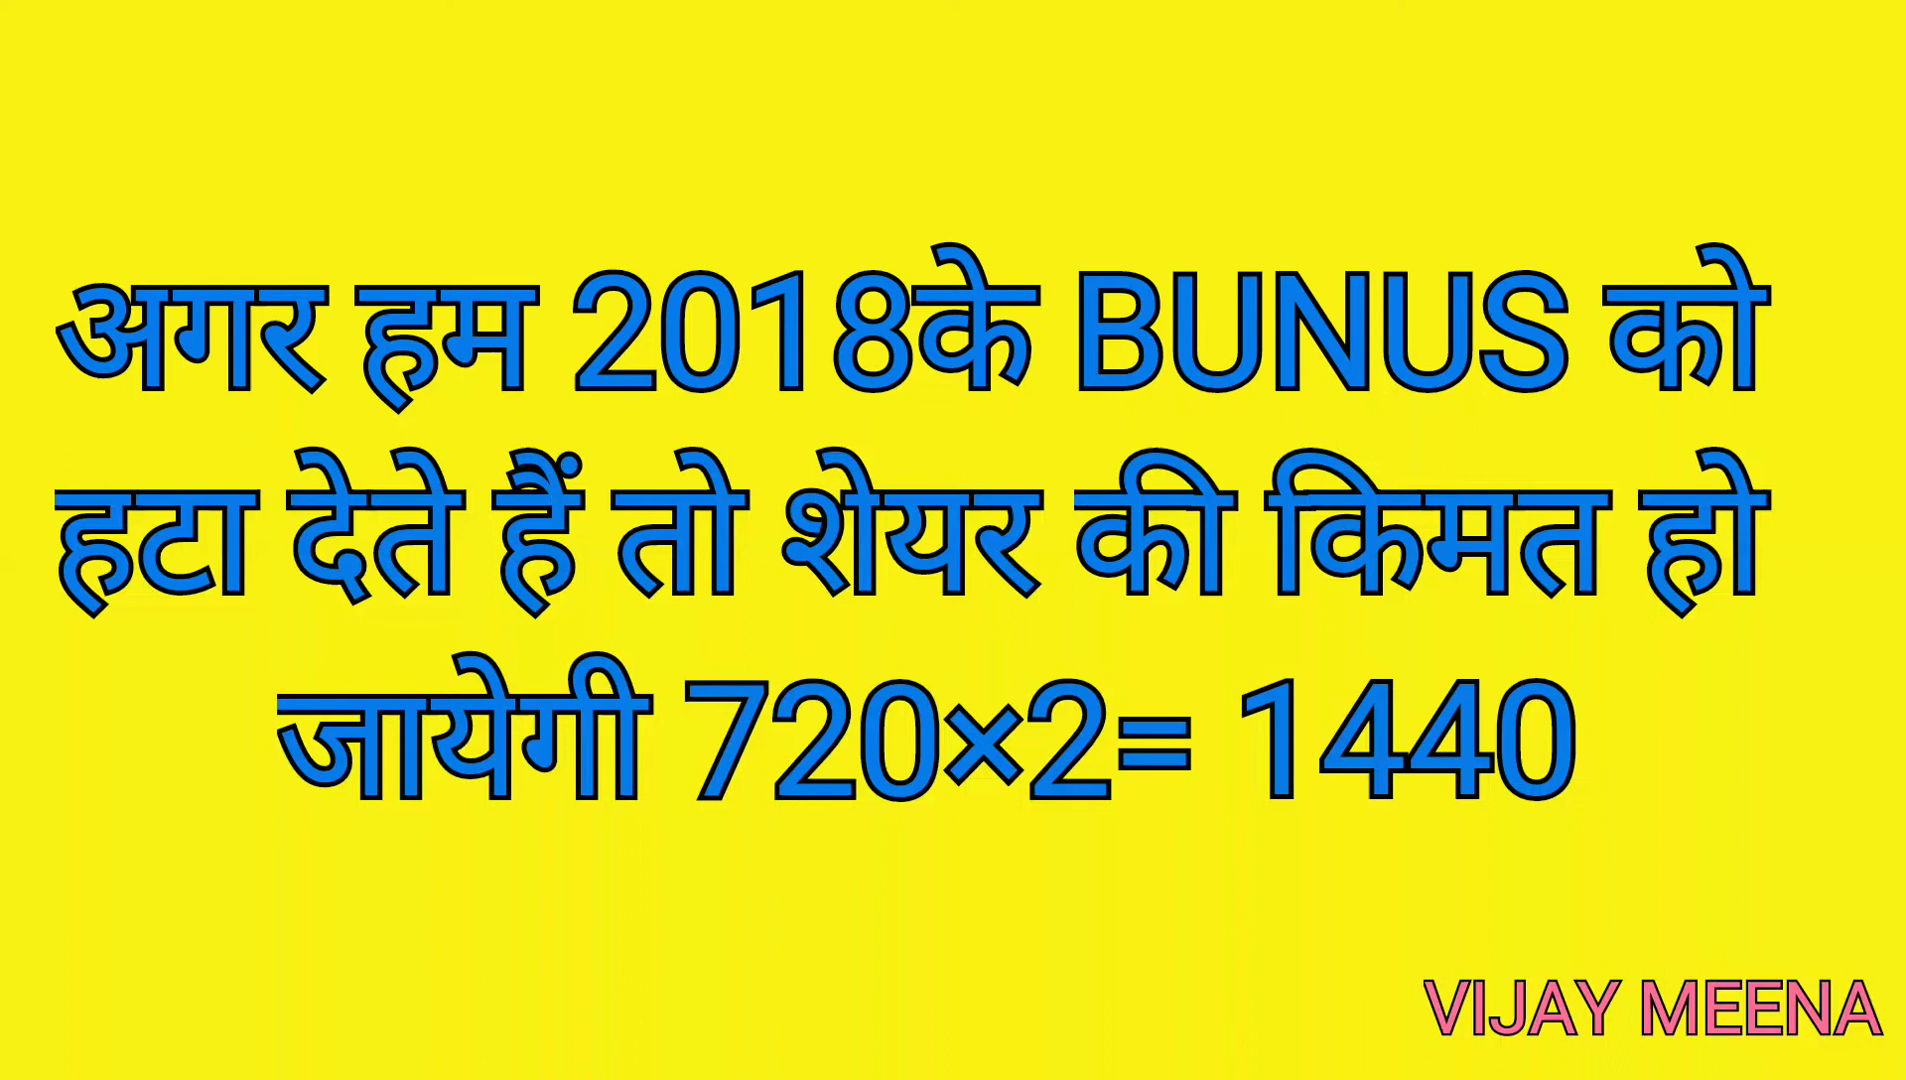 अगर हम 2018के BUNUS को
हटा देते हैं तो शेयर की किमत हो
जायेगी 720×2= 1440
VIJAY MEENA